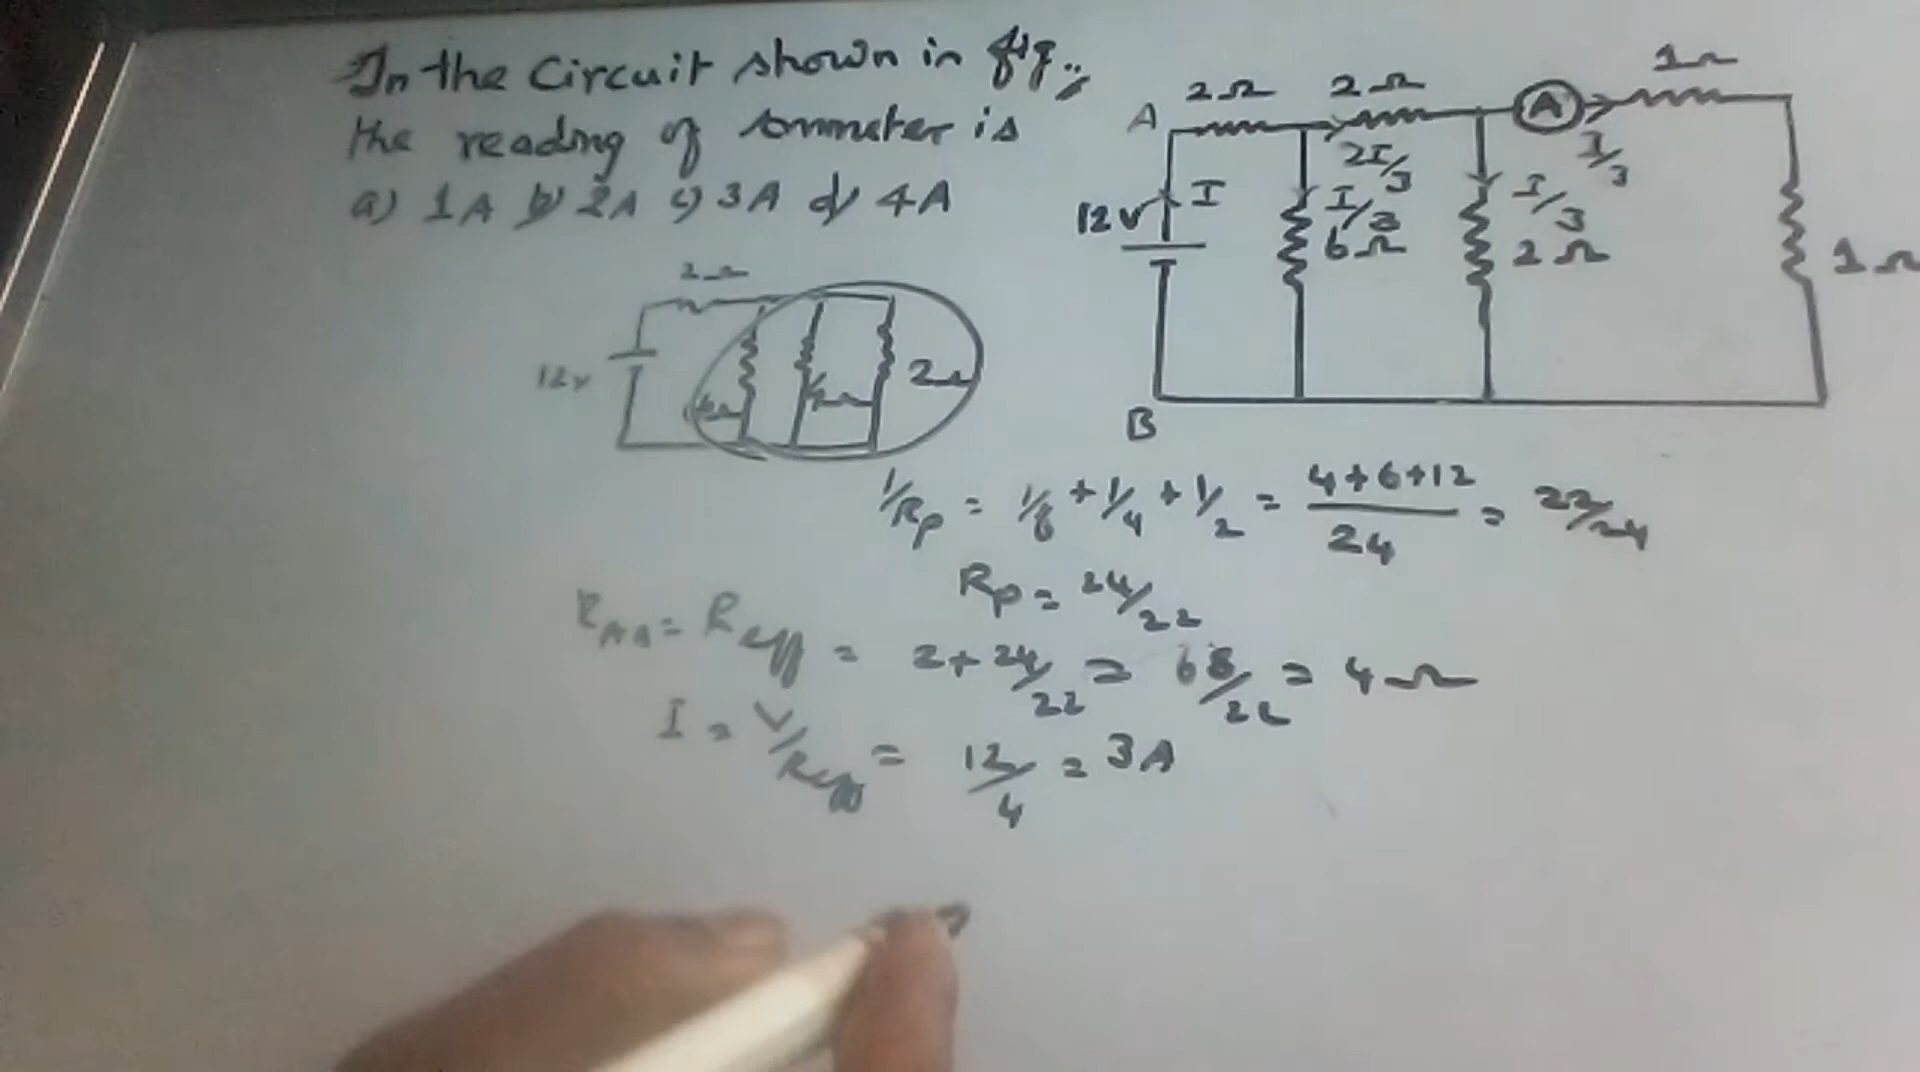 In the Circuit shown in fig.,
the reading of ammeter is
a) 1A b) 2A c) 3A d) 4A
2Ω 2Ω 1Ω
A A
2I/3 I/3
12V I I/3 I/3
6Ω 2Ω 1Ω
B
2Ω
12V 2Ω
1/Rp = 1/6 + 1/4 + 1/2 = 4+6+12/24 = 22/24
Rp = 24/22
= Reff = 2 + 24/22 = 68/22 = 4Ω
I = V/Reff = 12/4 = 3A